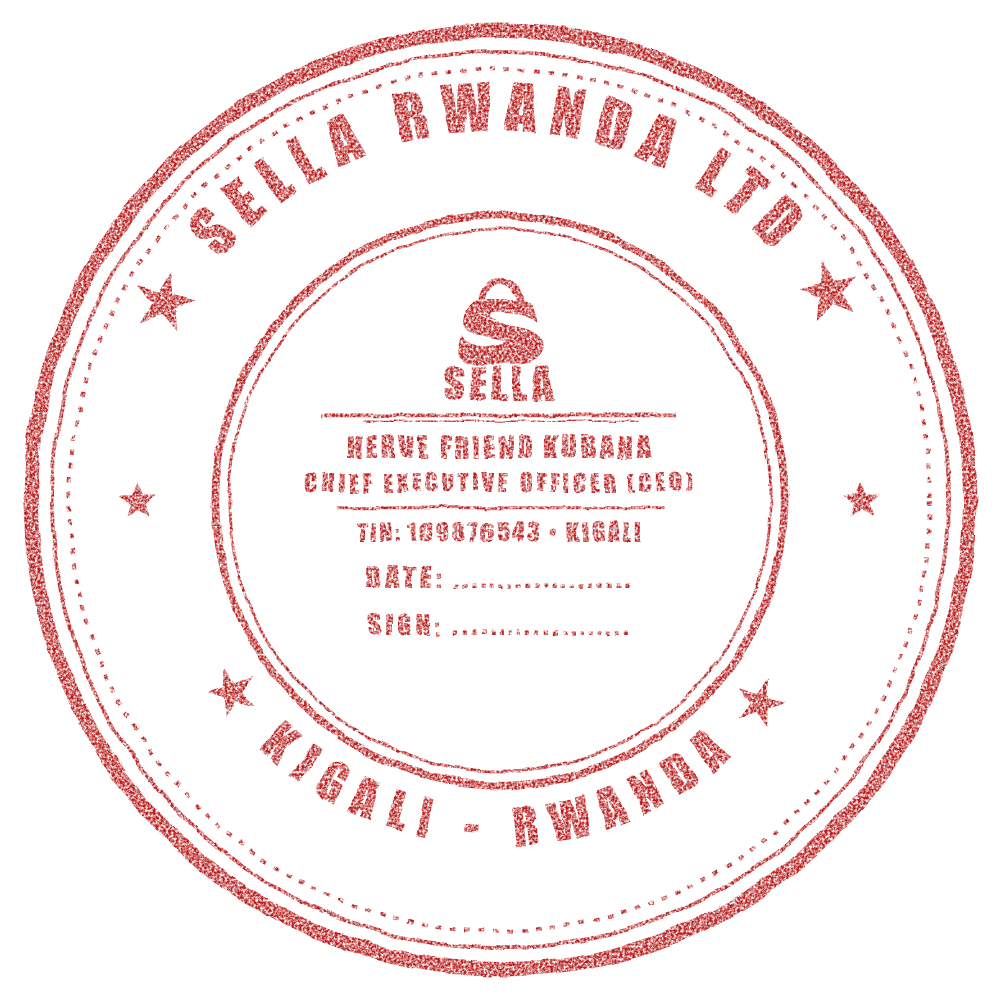 SELLA RWANDA LTD
SELLA
HERVE FRIEND KUBANA
CHIEF EXECUTIVE OFFICER (CEO)
TIN: 109876543 • KIGALI
DATE: ........................
SIGN: ........................
KIGALI - RWANDA